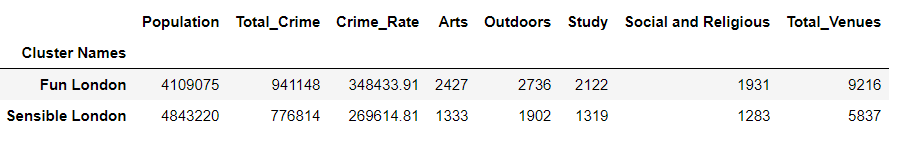 Population Total_Crime Crime_Rate Arts Outdoors Study Social and Religious Total_Venues
Cluster Names
Fun London 4109075 941148 348433.91 2427 2736 2122 1931 9216
Sensible London 4843220 776814 269614.81 1333 1902 1319 1283 5837